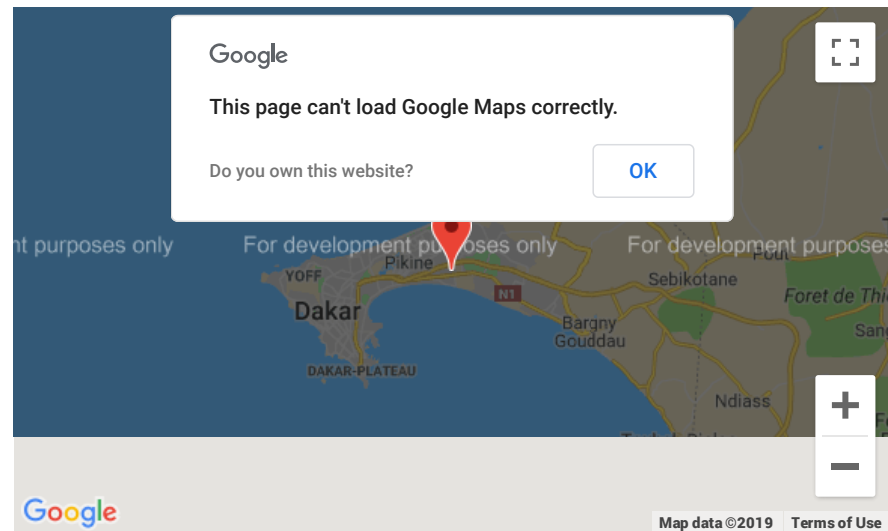 Google
This page can't load Google Maps correctly.
Do you own this website?
OK
nt purposes only
For development purposes only
For development purposes
Pout
Pikine
YOFF
Sebikotane
N1
Foret de Thi
Dakar
Bargny
Gouddau
Sang
DAKAR-PLATEAU
Ndiass
Google
Map data ©2019
Terms of Use